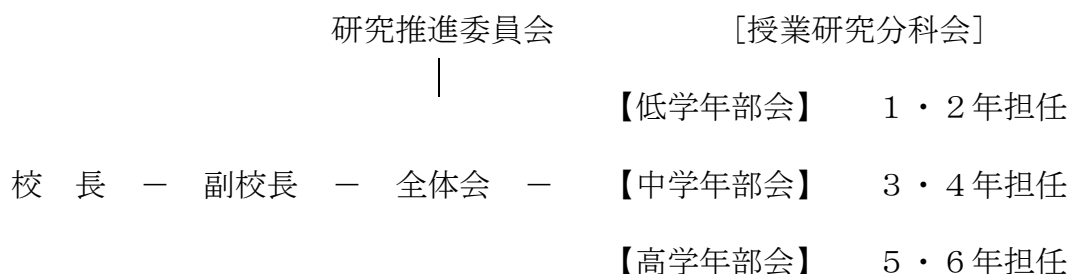 研究推進委員会　［授業研究分科会］
【低学年部会】　１・２年担任
校　長　－　副校長　－　全体会　－　【中学年部会】　３・４年担任
【高学年部会】　５・６年担任